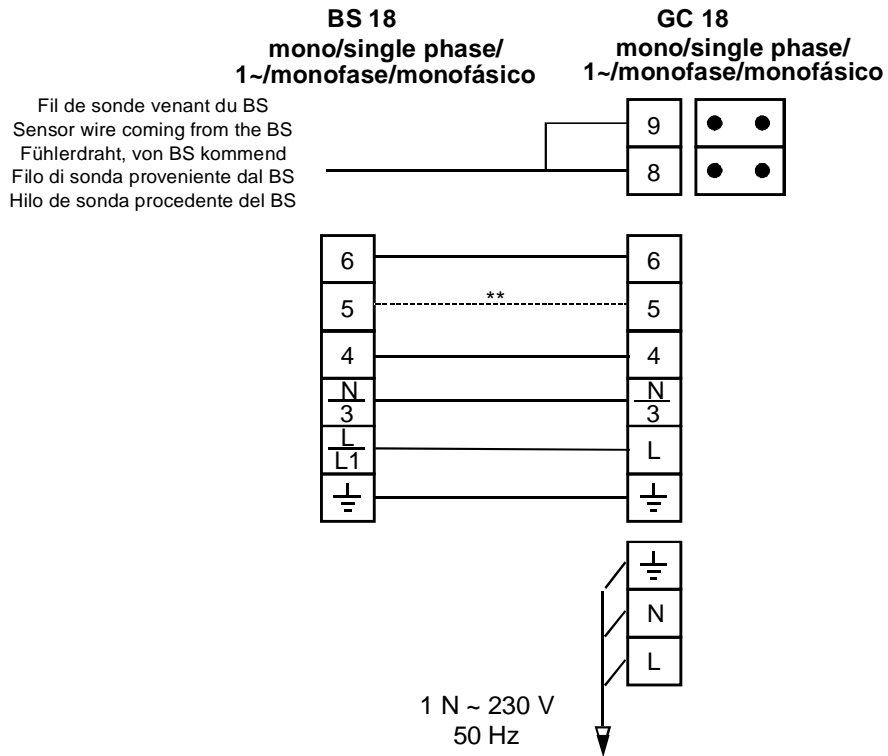 BS 18
mono/single phase/
1~/monofase/monofásico
GC 18
mono/single phase/
1~/monofase/monofásico
Fil de sonde venant du BS
Sensor wire coming from the BS
Fühlerdraht, von BS kommend
Filo di sonda proveniente dal BS
Hilo de sonda procedente del BS
9
8
6
6
5
**
5
4
4
N
3
N
3
L
L1
L
N
L
1 N ~ 230 V
50 Hz